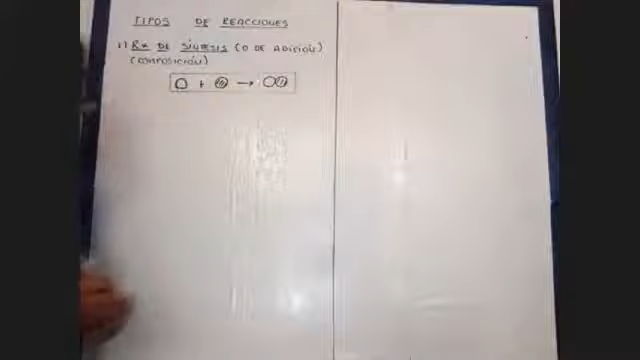 TIPOS DE REACCIONES
1) Rx DE SÍNTESIS (O DE ADICIÓN)
(COMPOSICIÓN)
+ →